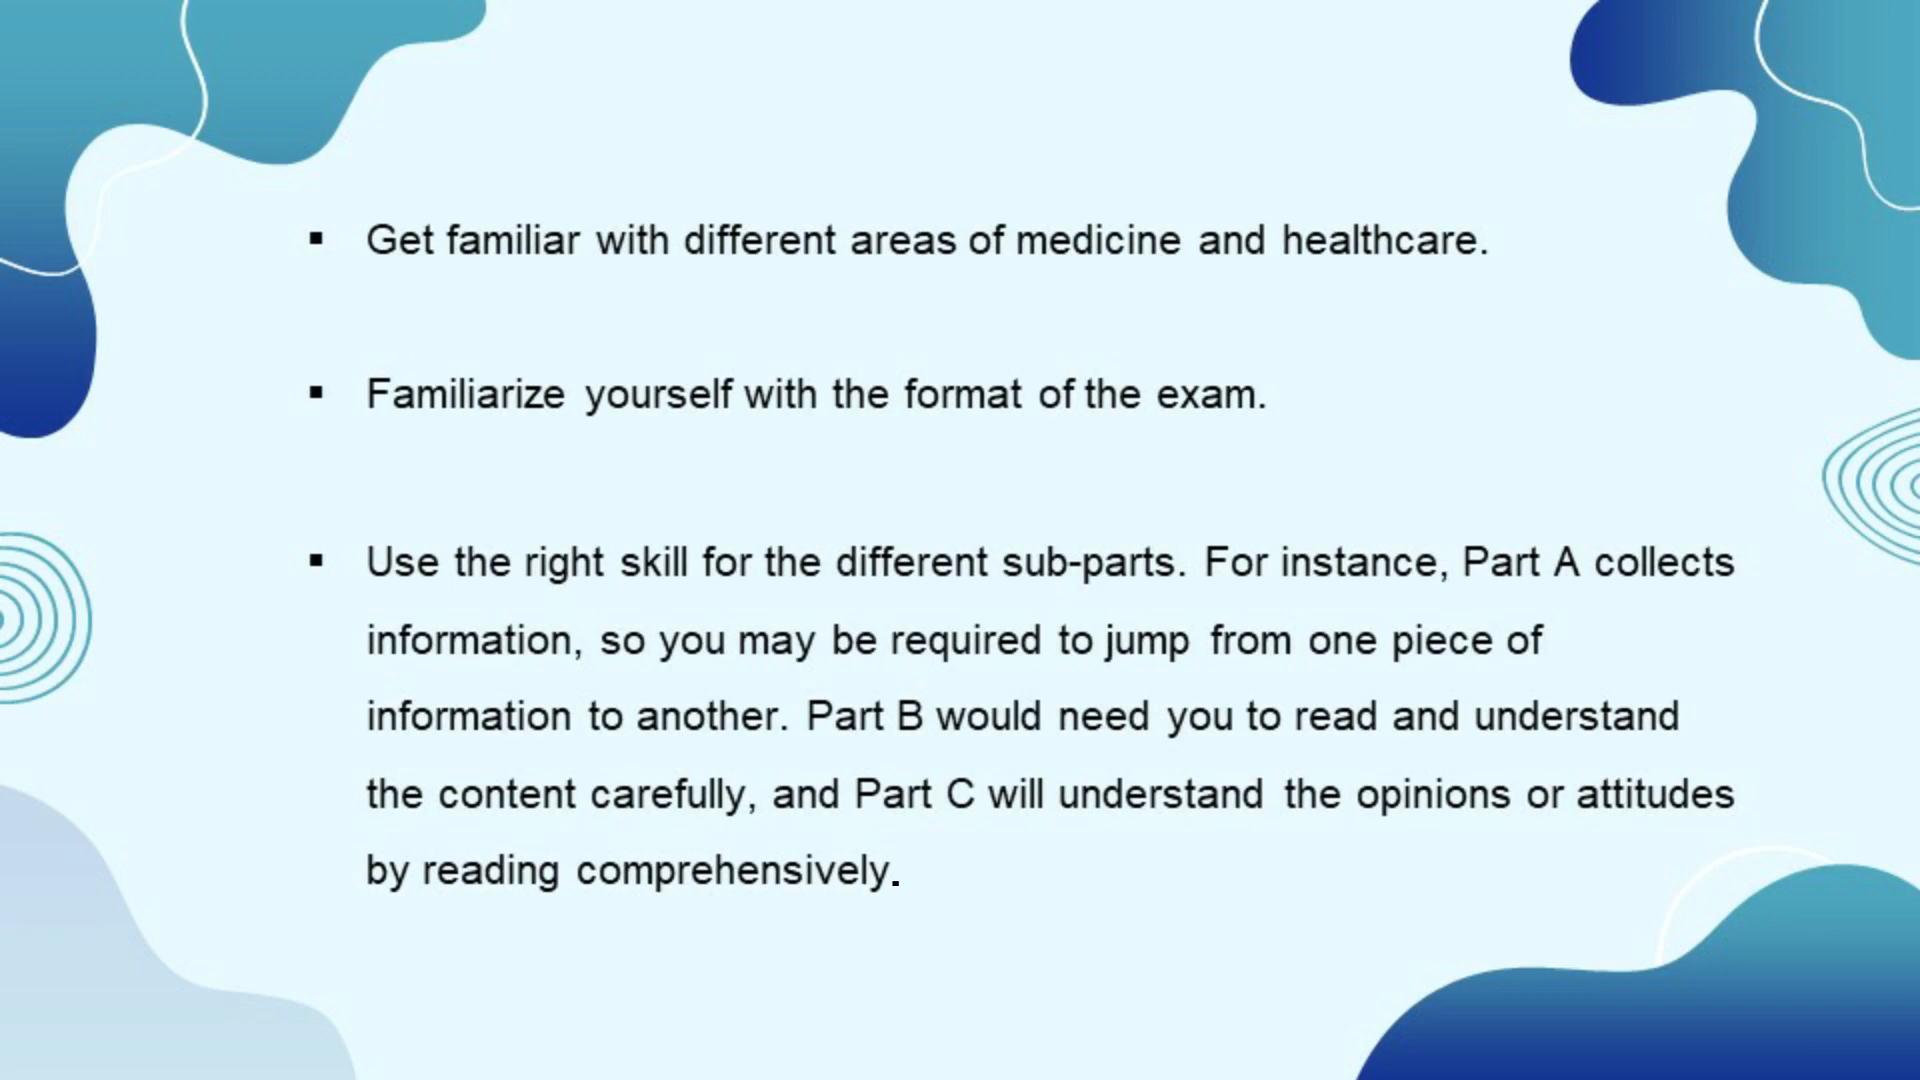 ▪ Get familiar with different areas of medicine and healthcare.
▪ Familiarize yourself with the format of the exam.
▪ Use the right skill for the different sub-parts. For instance, Part A collects
information, so you may be required to jump from one piece of
information to another. Part B would need you to read and understand
the content carefully, and Part C will understand the opinions or attitudes
by reading comprehensively.